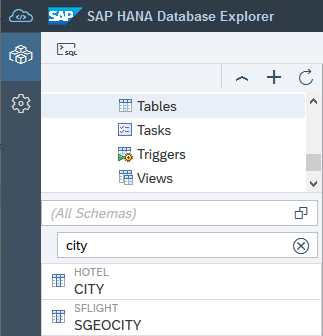 SAP SAP HANA Database Explorer
SQL
Tables
Tasks
Triggers
Views
(All Schemas)
city
HOTEL
CITY
SFLIGHT
SGEOCITY